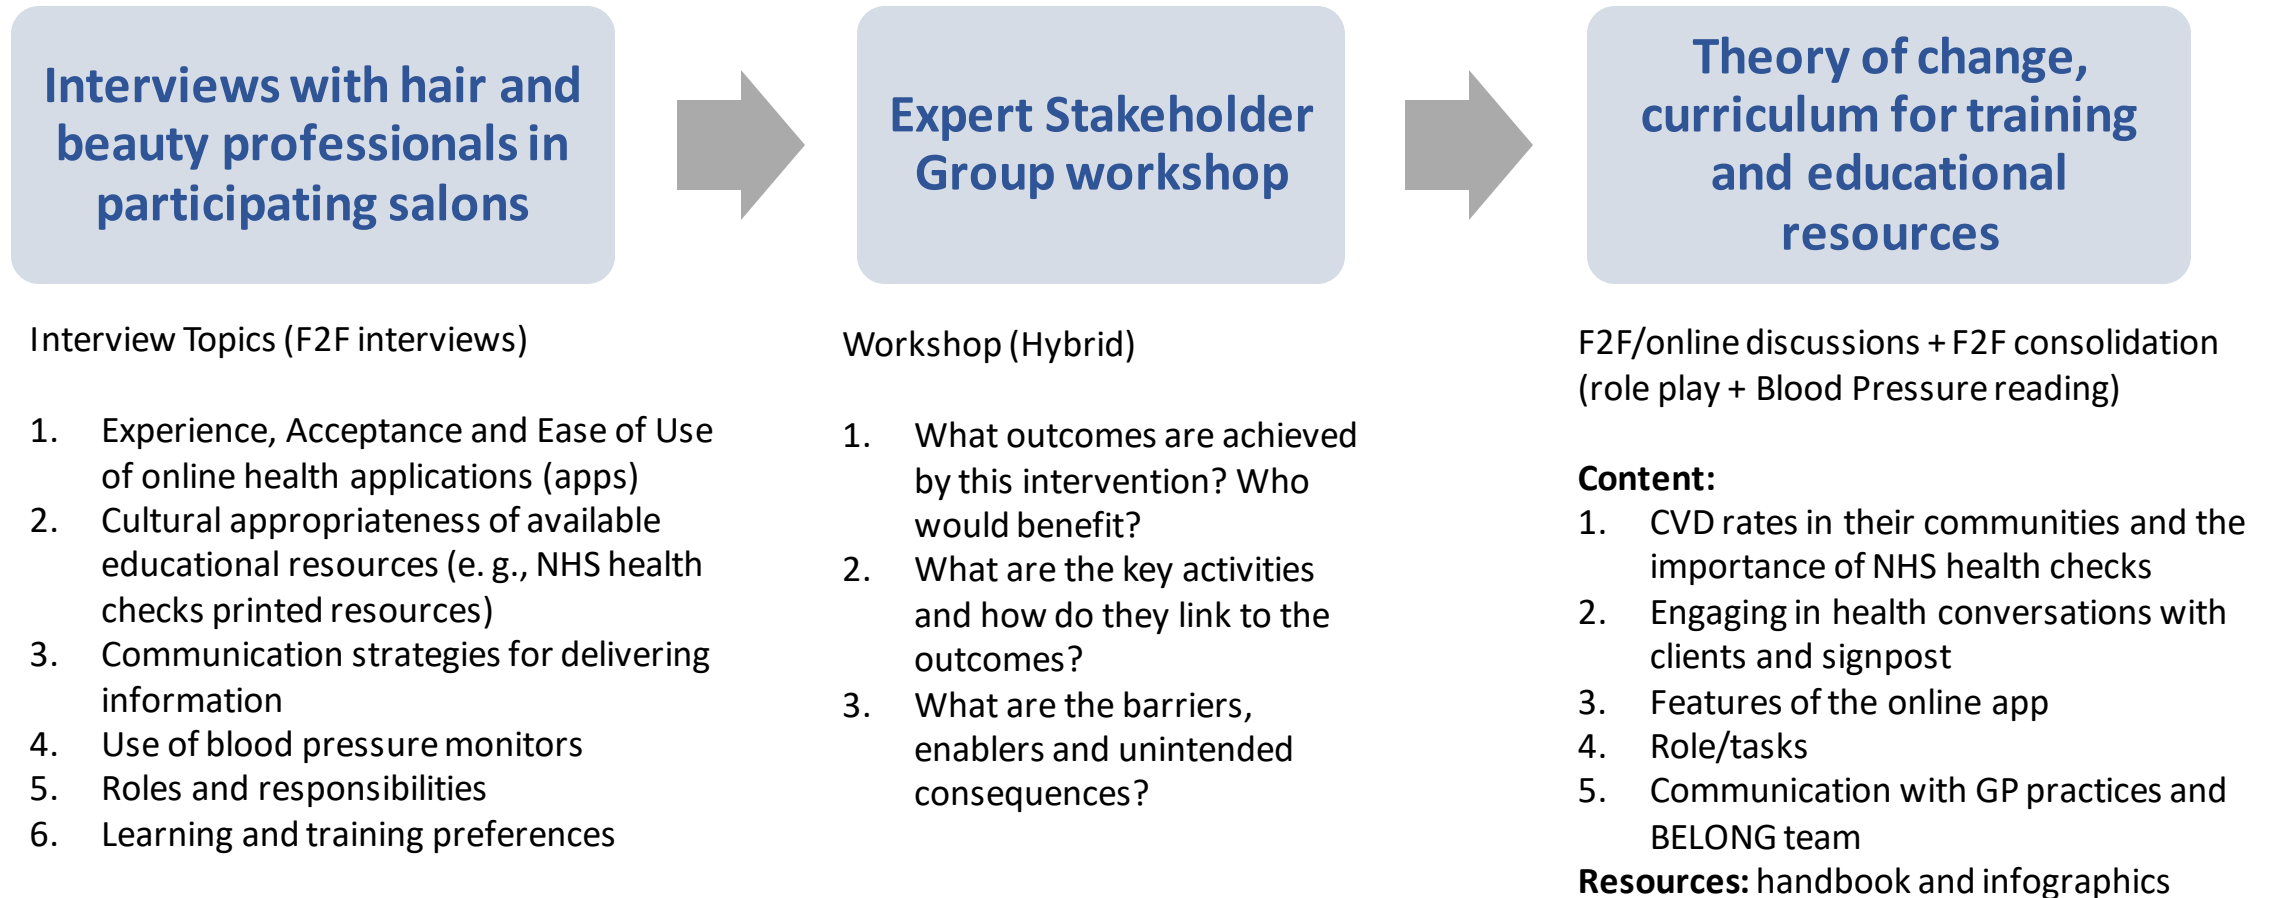 Interviews with hair and
beauty professionals in
participating salons
Expert Stakeholder
Group workshop
Theory of change,
curriculum for training
and educational
resources
Interview Topics (F2F interviews)
1. Experience, Acceptance and Ease of Use
of online health applications (apps)
2. Cultural appropriateness of available
educational resources (e. g., NHS health
checks printed resources)
3. Communication strategies for delivering
information
4. Use of blood pressure monitors
5. Roles and responsibilities
6. Learning and training preferences
Workshop (Hybrid)
1. What outcomes are achieved
by this intervention? Who
would benefit?
2. What are the key activities
and how do they link to the
outcomes?
3. What are the barriers,
enablers and unintended
consequences?
F2F/online discussions + F2F consolidation
(role play + Blood Pressure reading)
Content:
1. CVD rates in their communities and the
importance of NHS health checks
2. Engaging in health conversations with
clients and signpost
3. Features of the online app
4. Role/tasks
5. Communication with GP practices and
BELONG team
Resources: handbook and infographics